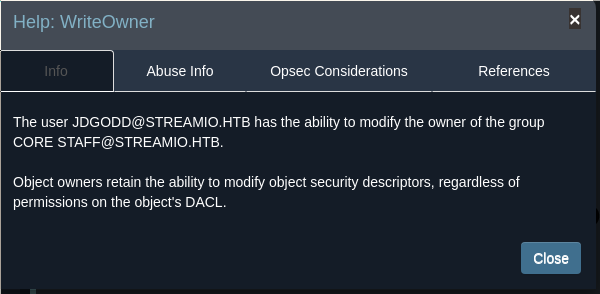 Help: WriteOwner
×
Info
Abuse Info
Opsec Considerations
References
The user JDGODD@STREAMIO.HTB has the ability to modify the owner of the group
CORE STAFF@STREAMIO.HTB.
Object owners retain the ability to modify object security descriptors, regardless of
permissions on the object's DACL.
Close